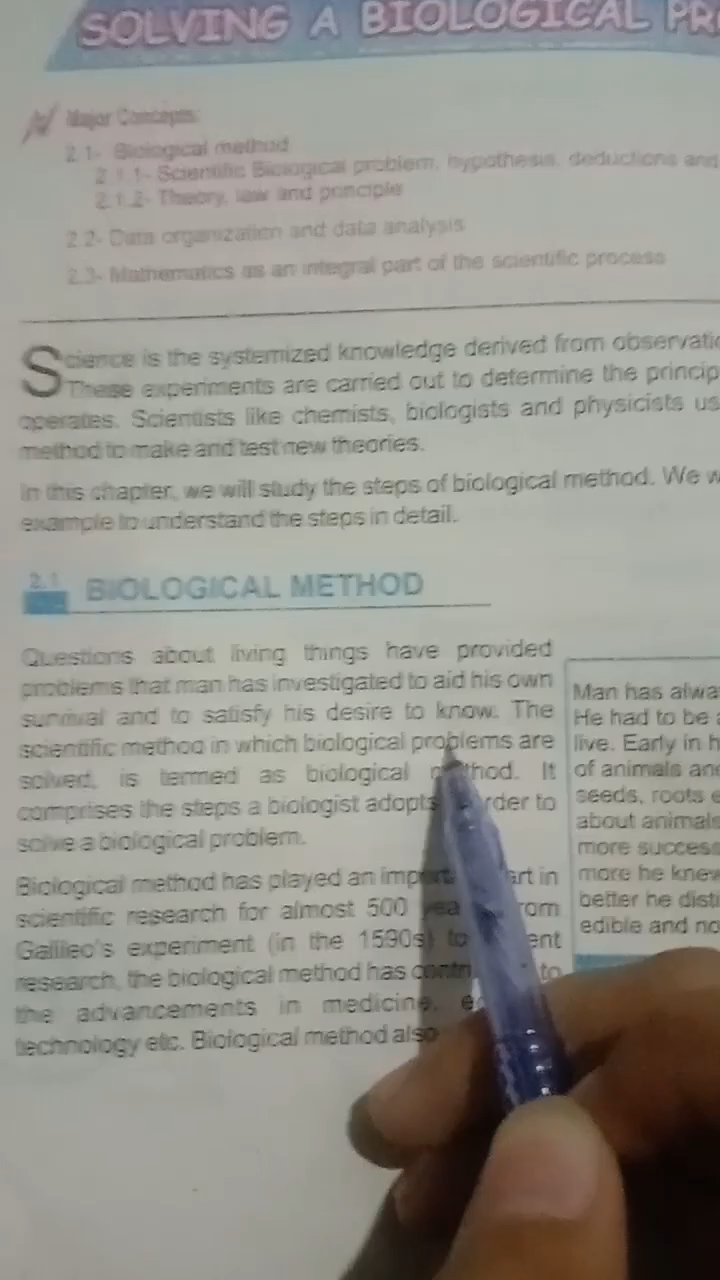 SOLVING A BIOLOGICAL PR
Major Concepts:
2.1- Biological method
2.1.1- Scientific Biological problem, hypothesis, deductions and
2.1.2- Theory, law and principle
2.2- Data organization and data analysis
2.3- Mathematics as an integral part of the scientific process
Science is the systemized knowledge derived from observatio
These experiments are carried out to determine the princip
operates. Scientists like chemists, biologists and physicists us
method to make and test new theories.
In this chapter, we will study the steps of biological method. We w
example to understand the steps in detail.
2.1 BIOLOGICAL METHOD
Questions about living things have provided
problems that man has investigated to aid his own
survival and to satisfy his desire to know. The
scientific method in which biological problems are
solved, is termed as biological method. It
comprises the steps a biologist adopts order to
solve a biological problem.
Biological method has played an import art in
scientific research for almost 500 yea rom
Galileo's experiment (in the 1590s) to ent
research, the biological method has contri to
the advancements in medicine, e
technology etc. Biological method also
Man has alwa
He had to be a
live. Early in h
of animals and
seeds, roots e
about animals
more success
more he knew
better he disti
edible and no